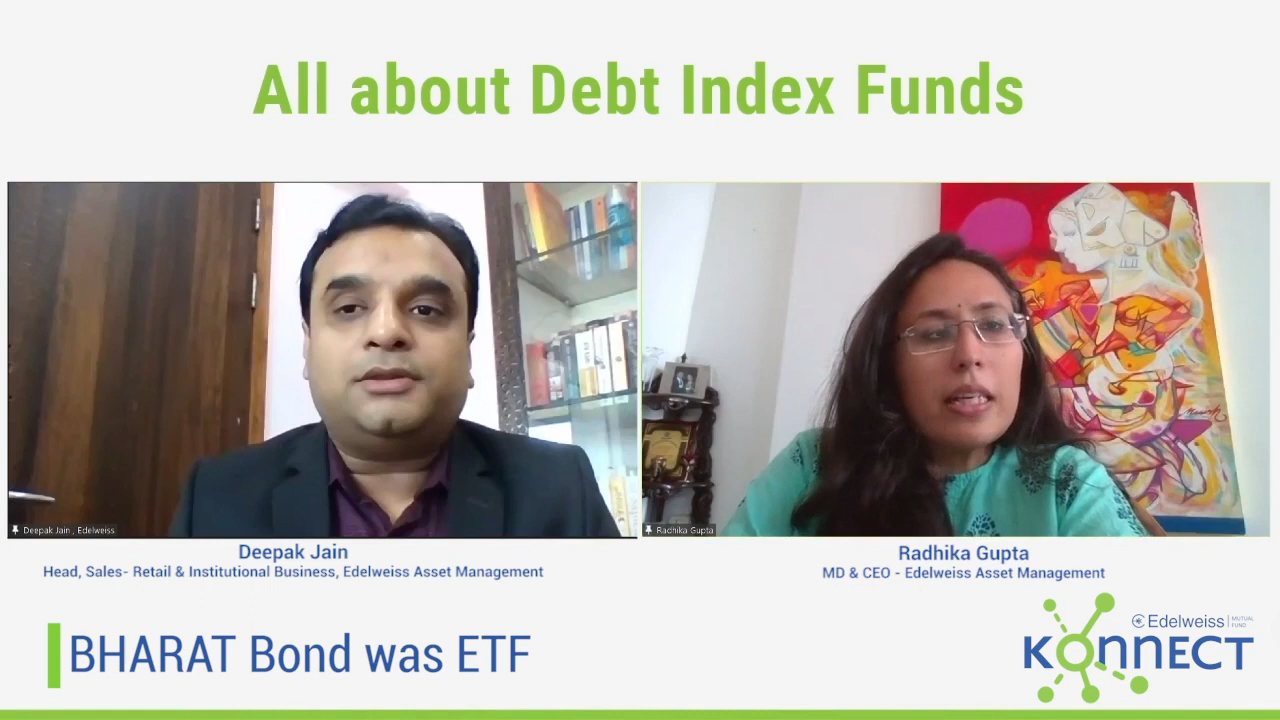 All about Debt Index Funds
Deepak Jain , Edelweiss
Radhika Gupta
Deepak Jain
Head, Sales- Retail & Institutional Business, Edelweiss Asset Management
Radhika Gupta
MD & CEO - Edelweiss Asset Management
BHARAT Bond was ETF
Edelweiss
MUTUAL
FUND
KONNECT